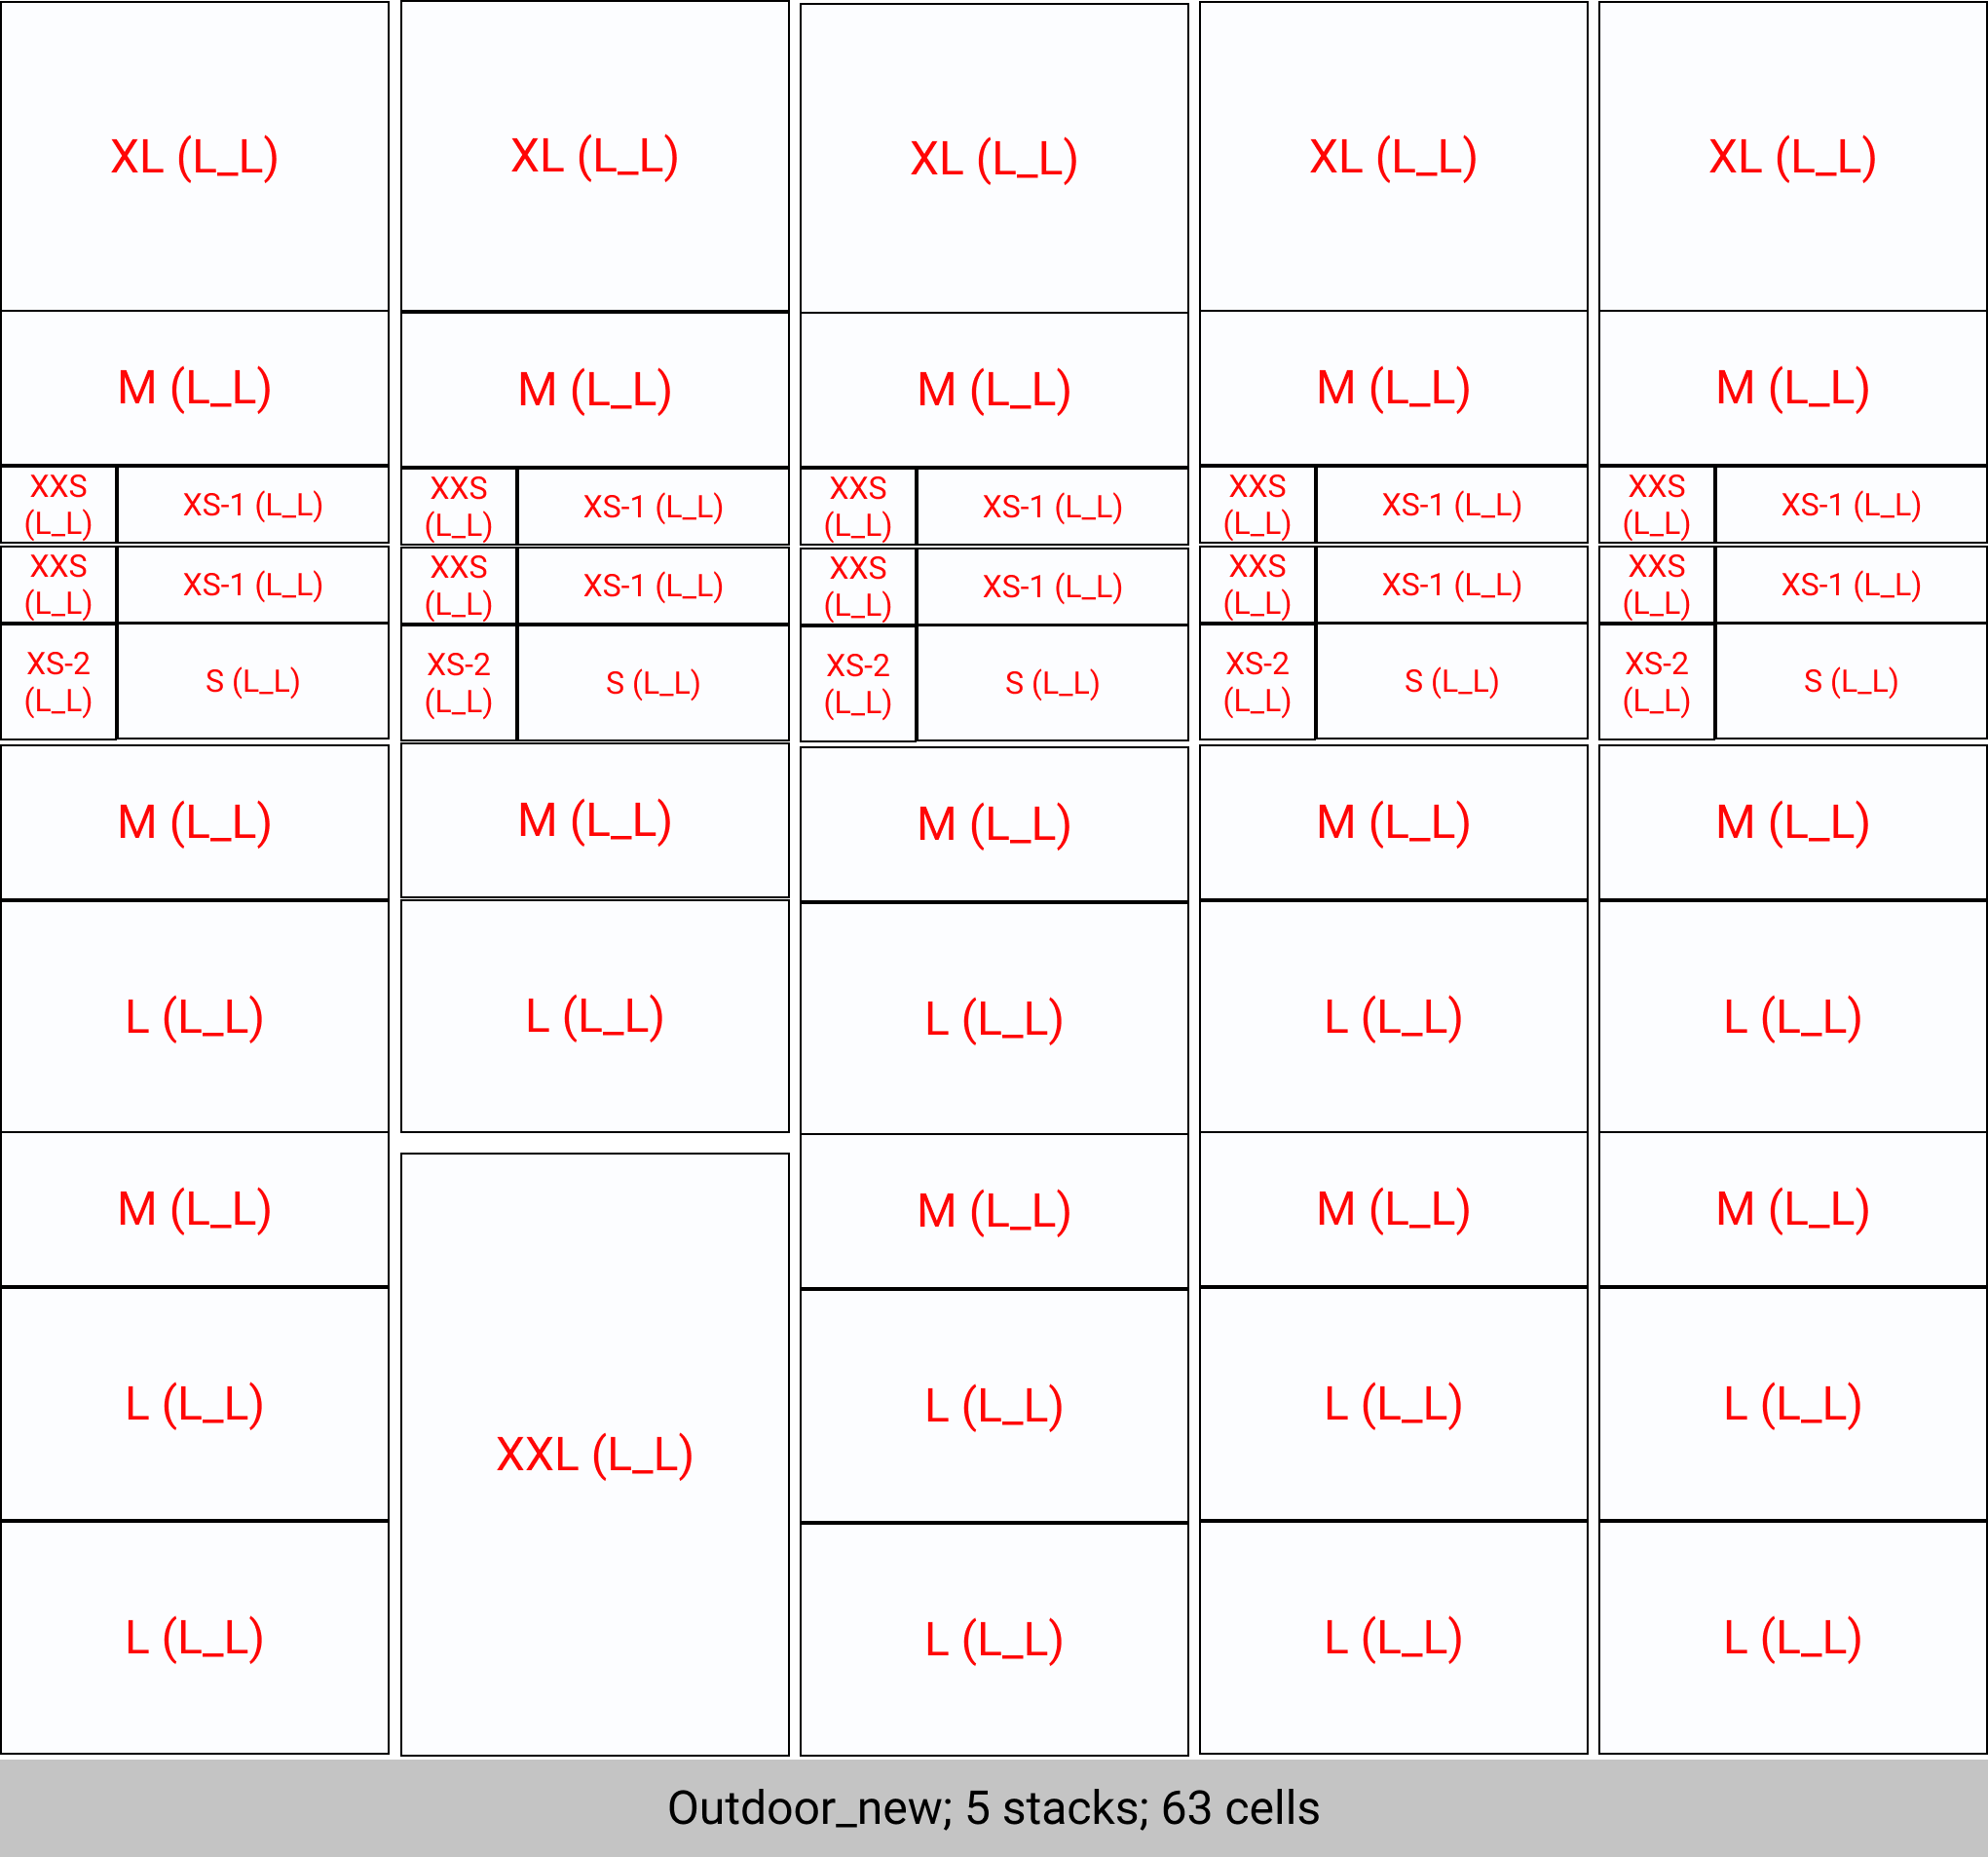 XL (L_L) XL (L_L) XL (L_L) XL (L_L) XL (L_L)
M (L_L) M (L_L) M (L_L) M (L_L) M (L_L)
XXS XS-1 (L_L) XXS XS-1 (L_L) XXS XS-1 (L_L) XXS XS-1 (L_L) XXS XS-1 (L_L)
(L_L) (L_L) (L_L) (L_L) (L_L)
XXS XS-1 (L_L) XXS XS-1 (L_L) XXS XS-1 (L_L) XXS XS-1 (L_L) XXS XS-1 (L_L)
(L_L) (L_L) (L_L) (L_L) (L_L)
XS-2 S (L_L) XS-2 S (L_L) XS-2 S (L_L) XS-2 S (L_L) XS-2 S (L_L)
(L_L) (L_L) (L_L) (L_L) (L_L)
M (L_L) M (L_L) M (L_L) M (L_L) M (L_L)
L (L_L) L (L_L) L (L_L) L (L_L) L (L_L)
M (L_L) M (L_L) M (L_L) M (L_L)
L (L_L) XXL (L_L) L (L_L) L (L_L) L (L_L)
L (L_L) L (L_L) L (L_L) L (L_L)
Outdoor_new; 5 stacks; 63 cells